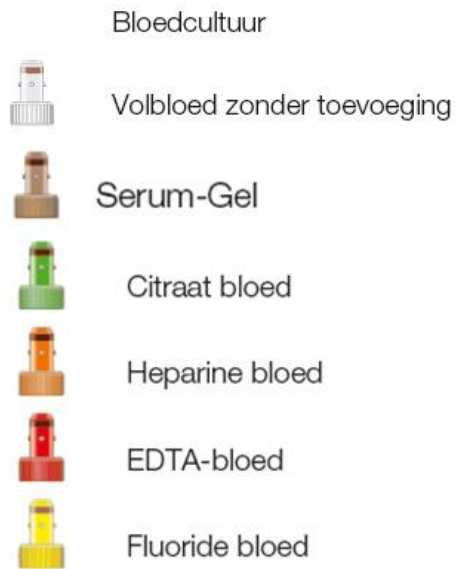 Bloedcultuur
Volbloed zonder toevoeging
Serum-Gel
Citraat bloed
Heparine bloed
EDTA-bloed
Fluoride bloed